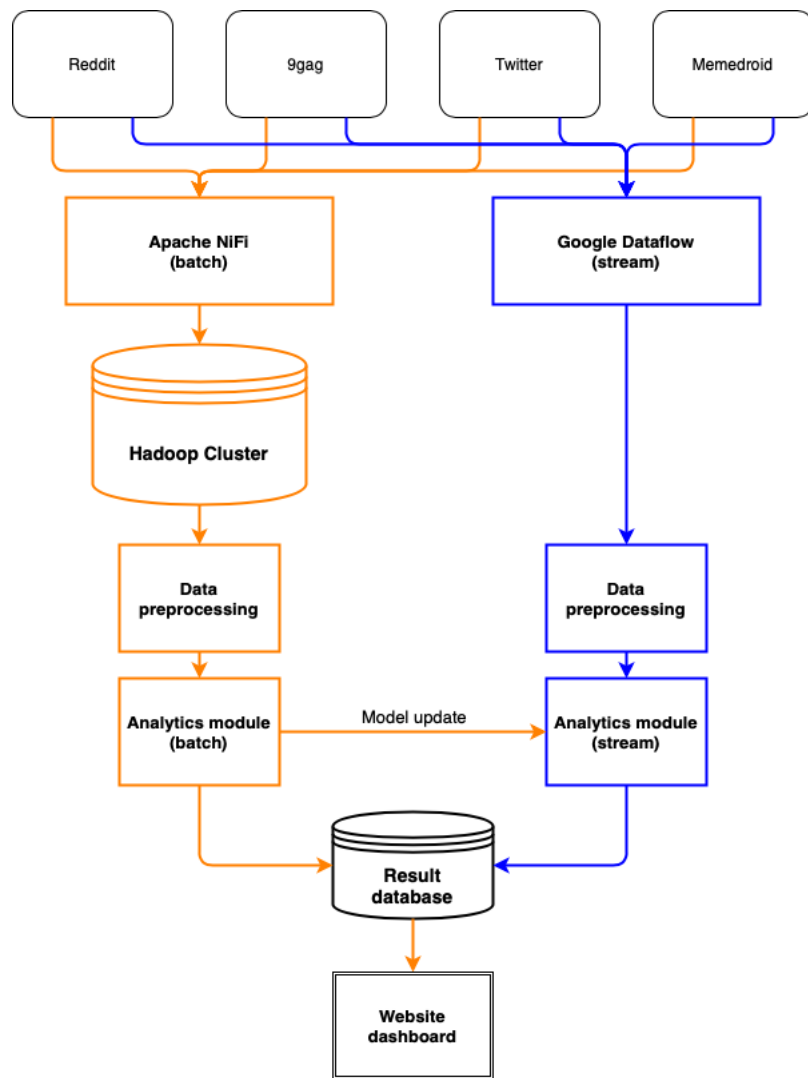 Reddit
9gag
Twitter
Memedroid
Apache NiFi
(batch)
Google Dataflow
(stream)
Hadoop Cluster
Data
preprocessing
Data
preprocessing
Analytics module
(batch)
Model update
Analytics module
(stream)
Result
database
Website
dashboard